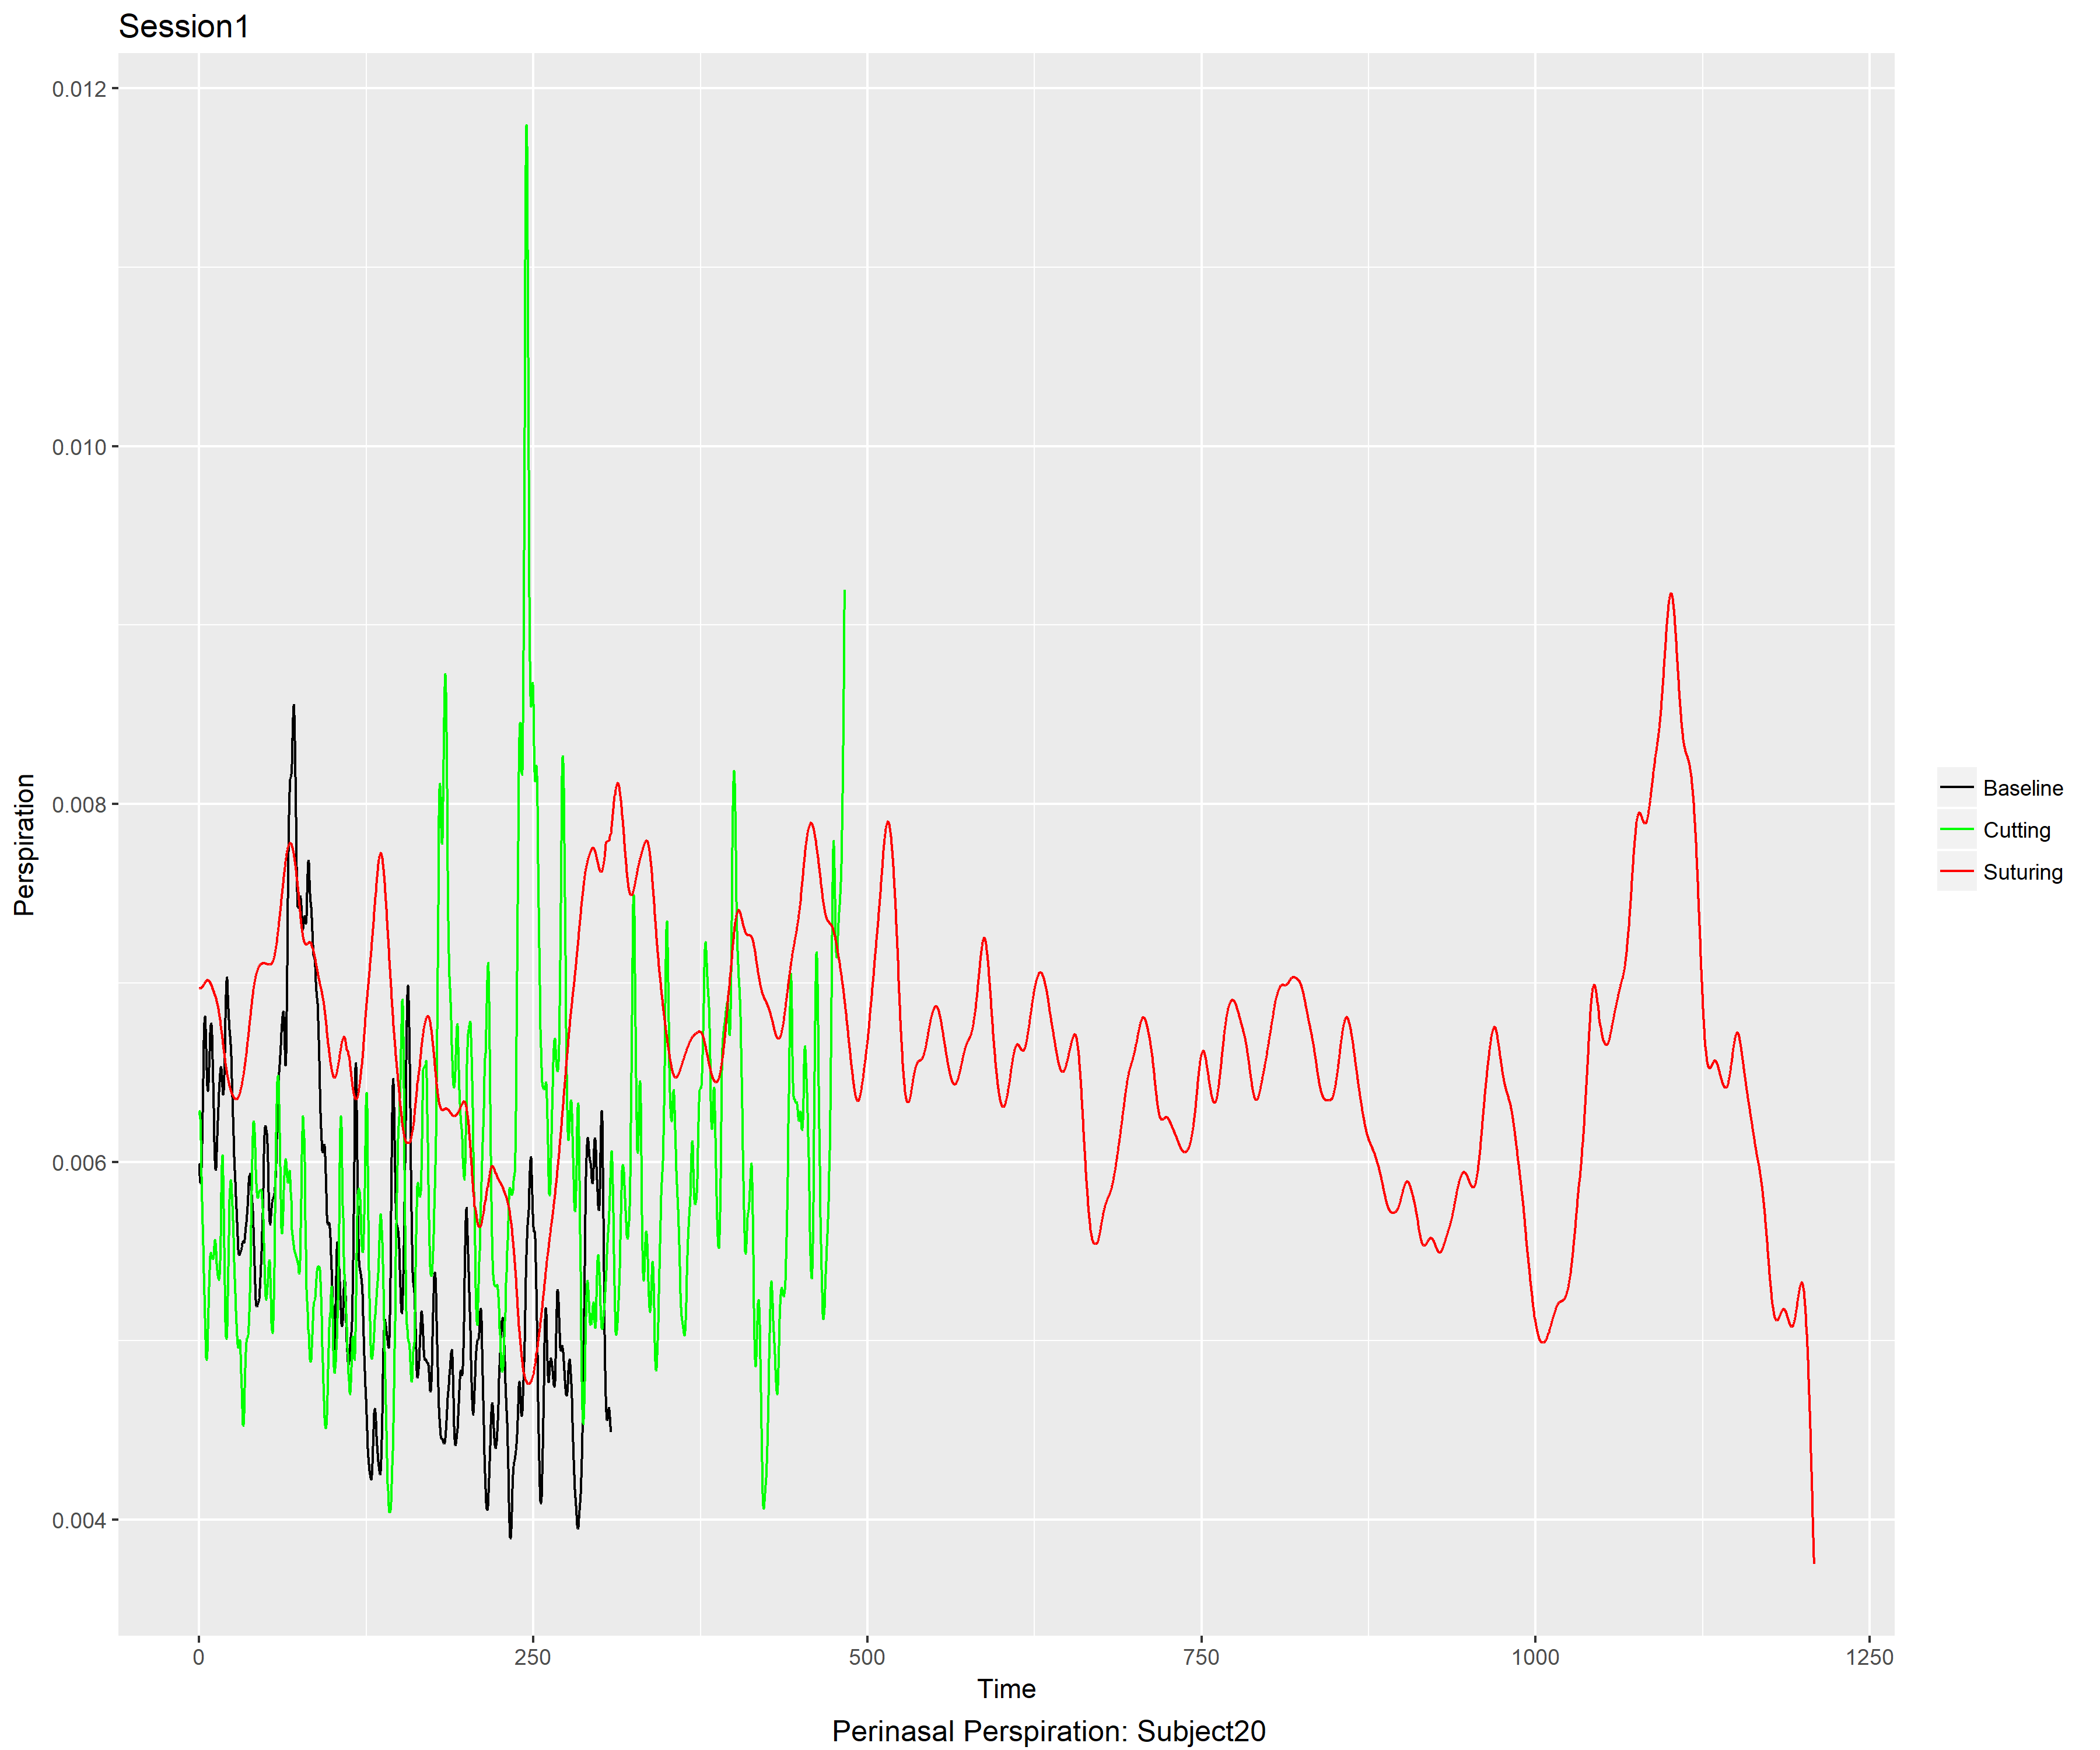 Session1
0.012
0.010
0.008
0.006
0.004
Perspiration
0 250 500 750 1000 1250
Time
Perinasal Perspiration: Subject20
Baseline
Cutting
Suturing